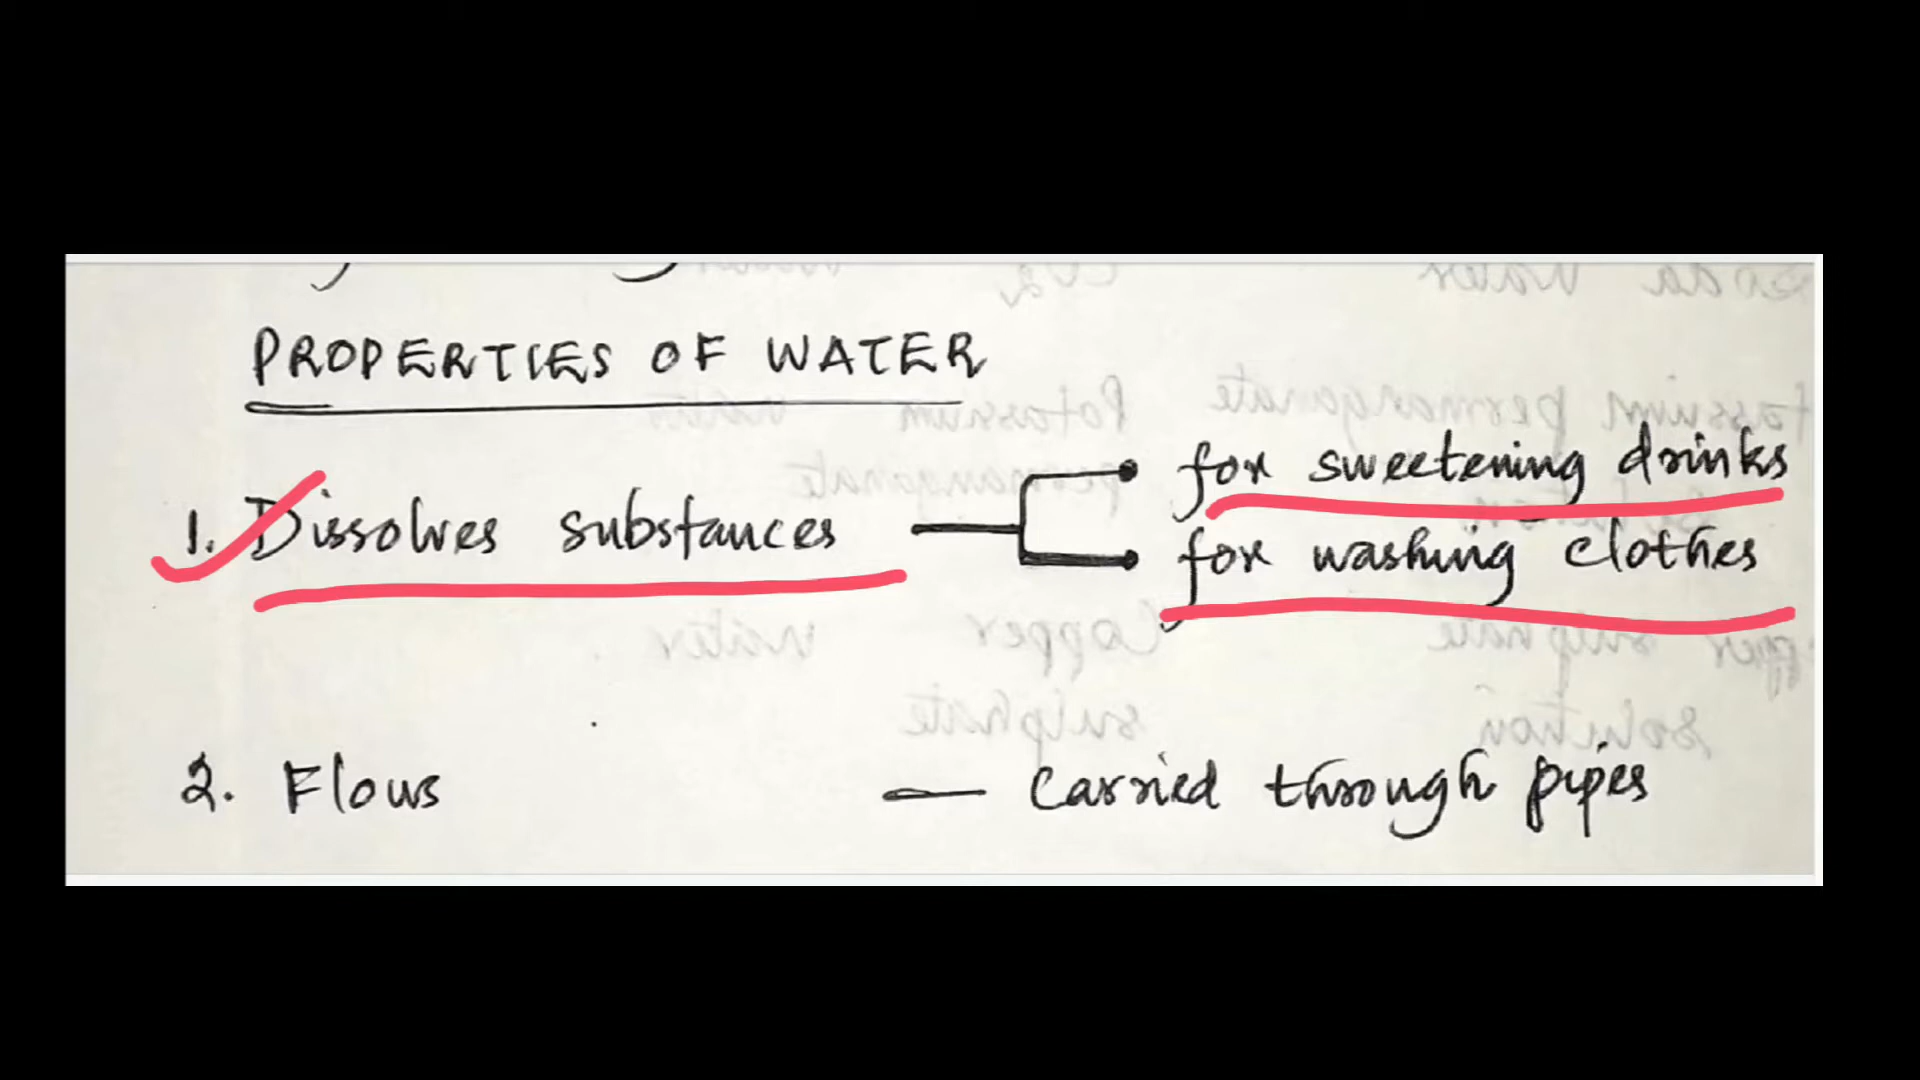 PROPERTIES OF WATER
1. Dissolves substances
for sweetening drinks
for washing clothes
2. Flows — Carried through pipes